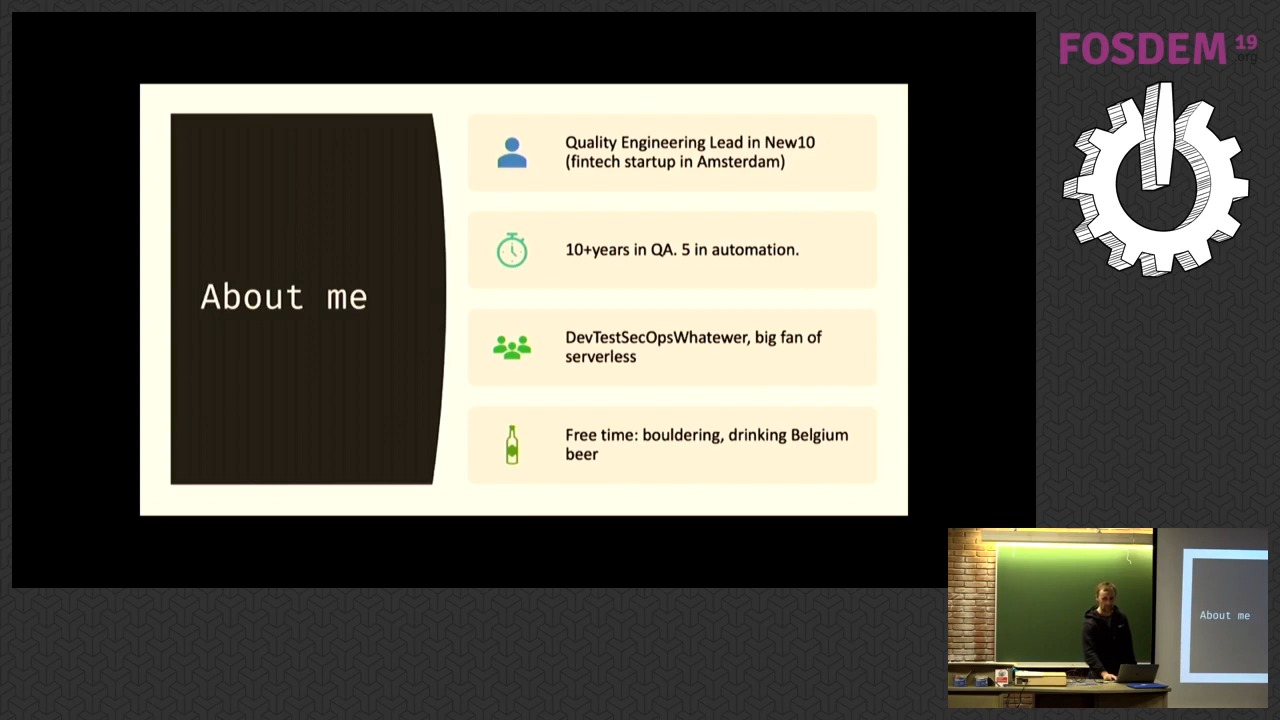 FOSDEM 19
.org
About me
Quality Engineering Lead in New10
(fintech startup in Amsterdam)
10+years in QA. 5 in automation.
DevTestSecOpsWhatewer, big fan of
serverless
Free time: bouldering, drinking Belgium
beer
About me